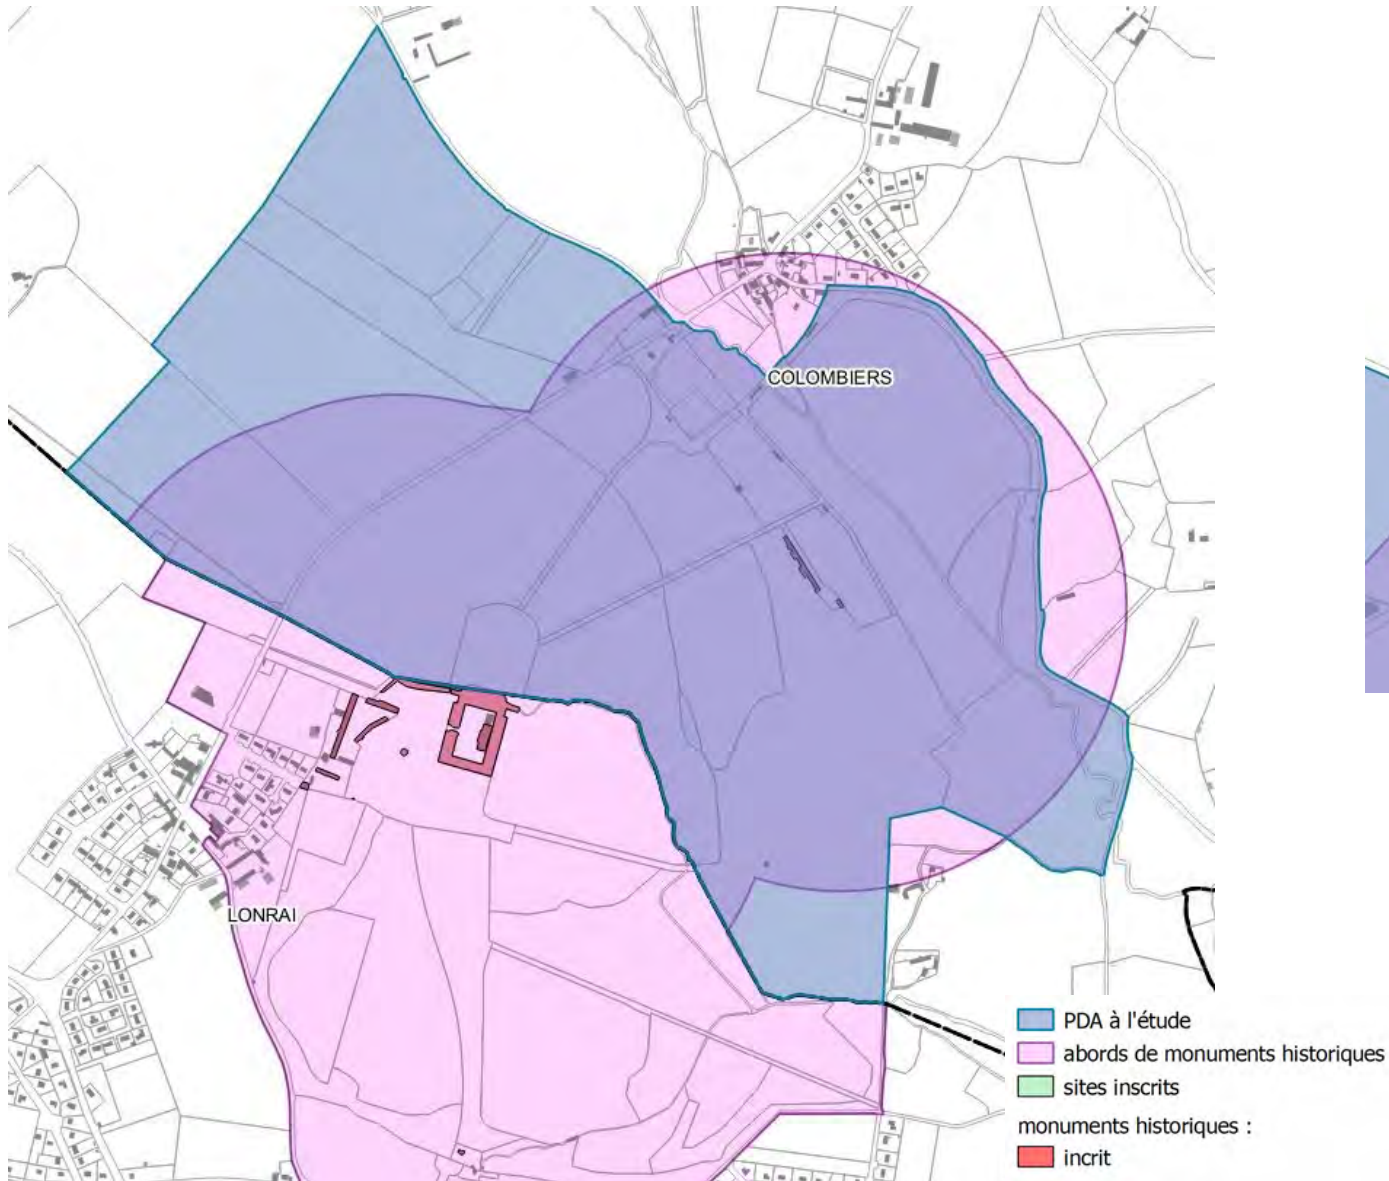 COLOMBIERS
LONRAI
PDA à l'étude
abords de monuments historiques
sites inscrits
monuments historiques :
incrit